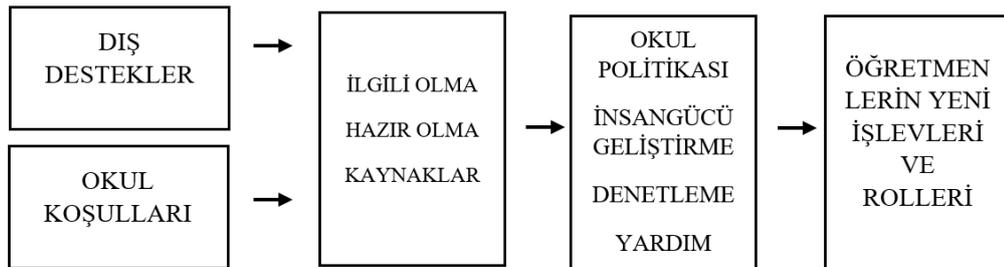 DIŞ
DESTEKLER
OKUL
KOŞULLARI
İLGİLİ OLMA
HAZIR OLMA
KAYNAKLAR
OKUL
POLİTİKASI
İNSANGÜCÜ
GELİŞTİRME
DENETLEME
YARDIM
ÖĞRETMEN
LERİN YENİ
İŞLEVLERİ
VE
ROLLERİ